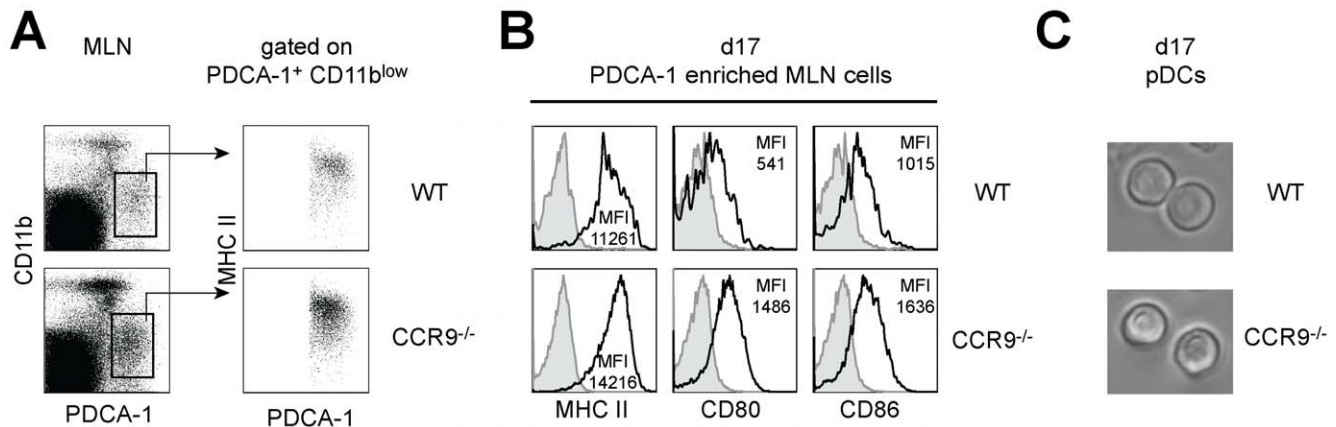 A
MLN
gated on
PDCA-1⁺ CD11b^low
CD11b
MHC II
WT
CCR9⁻/⁻
PDCA-1
PDCA-1
B
d17
PDCA-1 enriched MLN cells
MFI
11261
MFI
541
MFI
1015
WT
MFI
14216
MFI
1486
MFI
1636
CCR9⁻/⁻
MHC II
CD80
CD86
C
d17
pDCs
WT
CCR9⁻/⁻